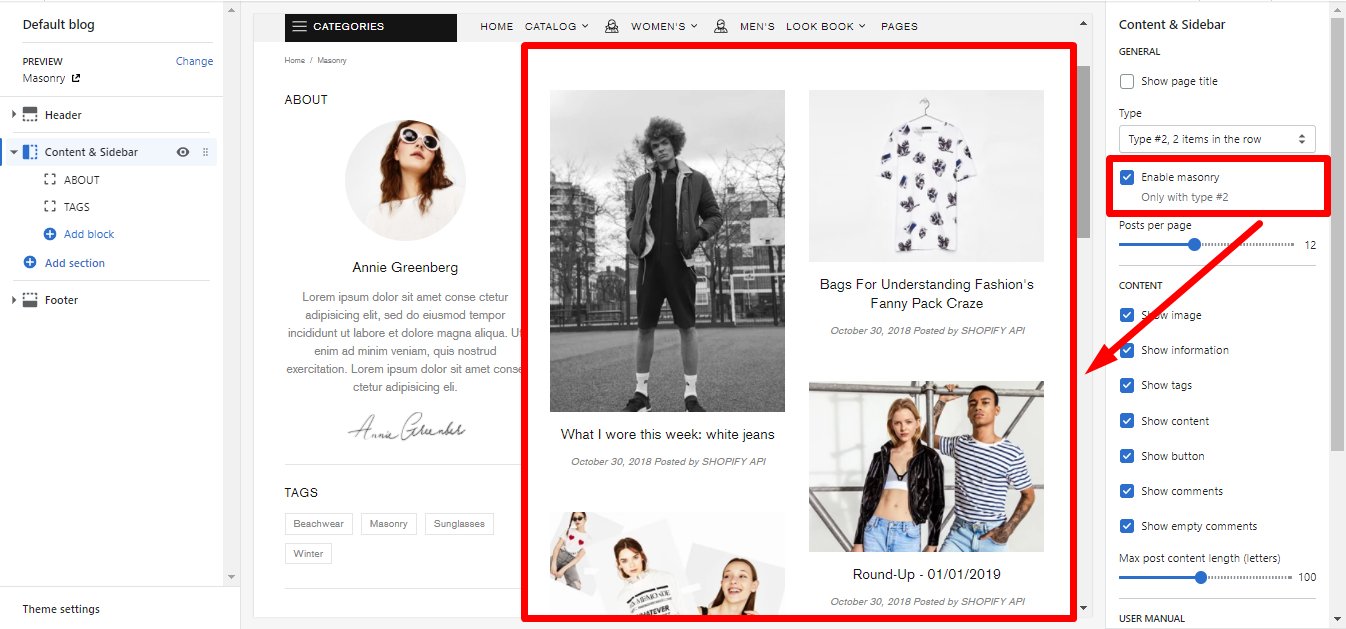 Default blog
PREVIEW
Change
Masonry
Header
Content & Sidebar
ABOUT
TAGS
Add block
Add section
Footer
Theme settings
CATEGORIES
HOME CATALOG WOMEN'S MEN'S LOOK BOOK PAGES
Home / Masonry
ABOUT
Annie Greenberg
Lorem ipsum dolor sit amet conse ctetur
adipisicing elit, sed do eiusmod tempor
incididunt ut labore et dolore magna aliqua. Ut
enim ad minim veniam, quis nostrud
exercitation. Lorem ipsum dolor sit amet conse
ctetur adipisicing eli.
Annie Greenberg
TAGS
Beachwear Masonry Sunglasses
Winter
What I wore this week: white jeans
October 30, 2018 Posted by SHOPIFY API
Bags For Understanding Fashion's
Fanny Pack Craze
October 30, 2018 Posted by SHOPIFY API
WHATEVER
Round-Up - 01/01/2019
October 30, 2018 Posted by SHOPIFY API
Content & Sidebar
GENERAL
Show page title
Type
Type #2, 2 items in the row
Enable masonry
Only with type #2
Posts per page
12
CONTENT
Show image
Show information
Show tags
Show content
Show button
Show comments
Show empty comments
Max post content length (letters)
100
USER MANUAL